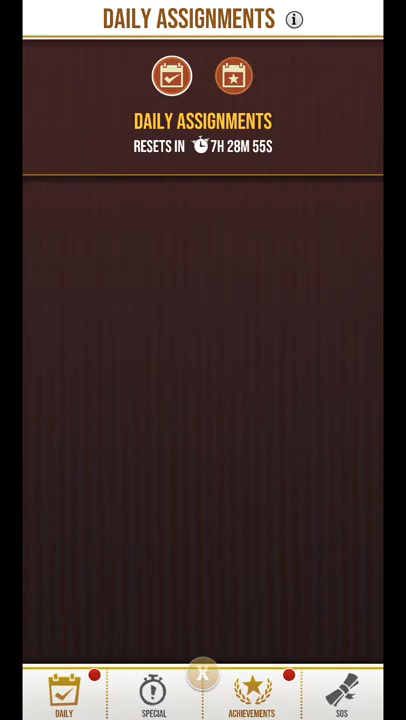 DAILY ASSIGNMENTS i
DAILY ASSIGNMENTS
RESETS IN 7H 28M 55S
X
DAILY SPECIAL ACHIEVEMENTS SOS